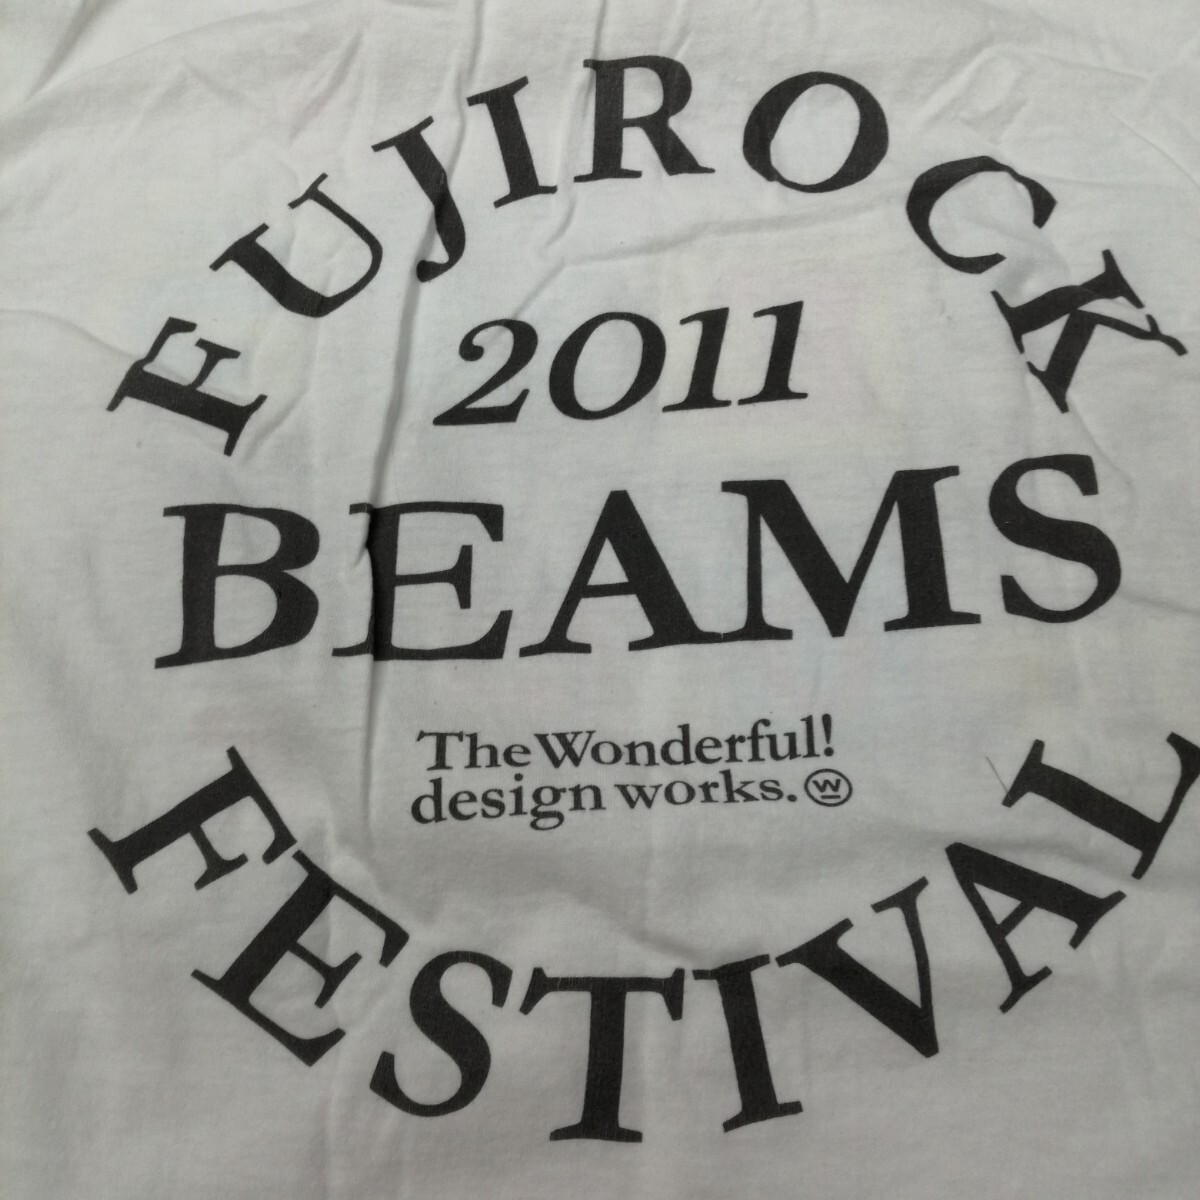 FUJIROCK
2011
BEAMS
The Wonderful!
design works. W
FESTIVAL